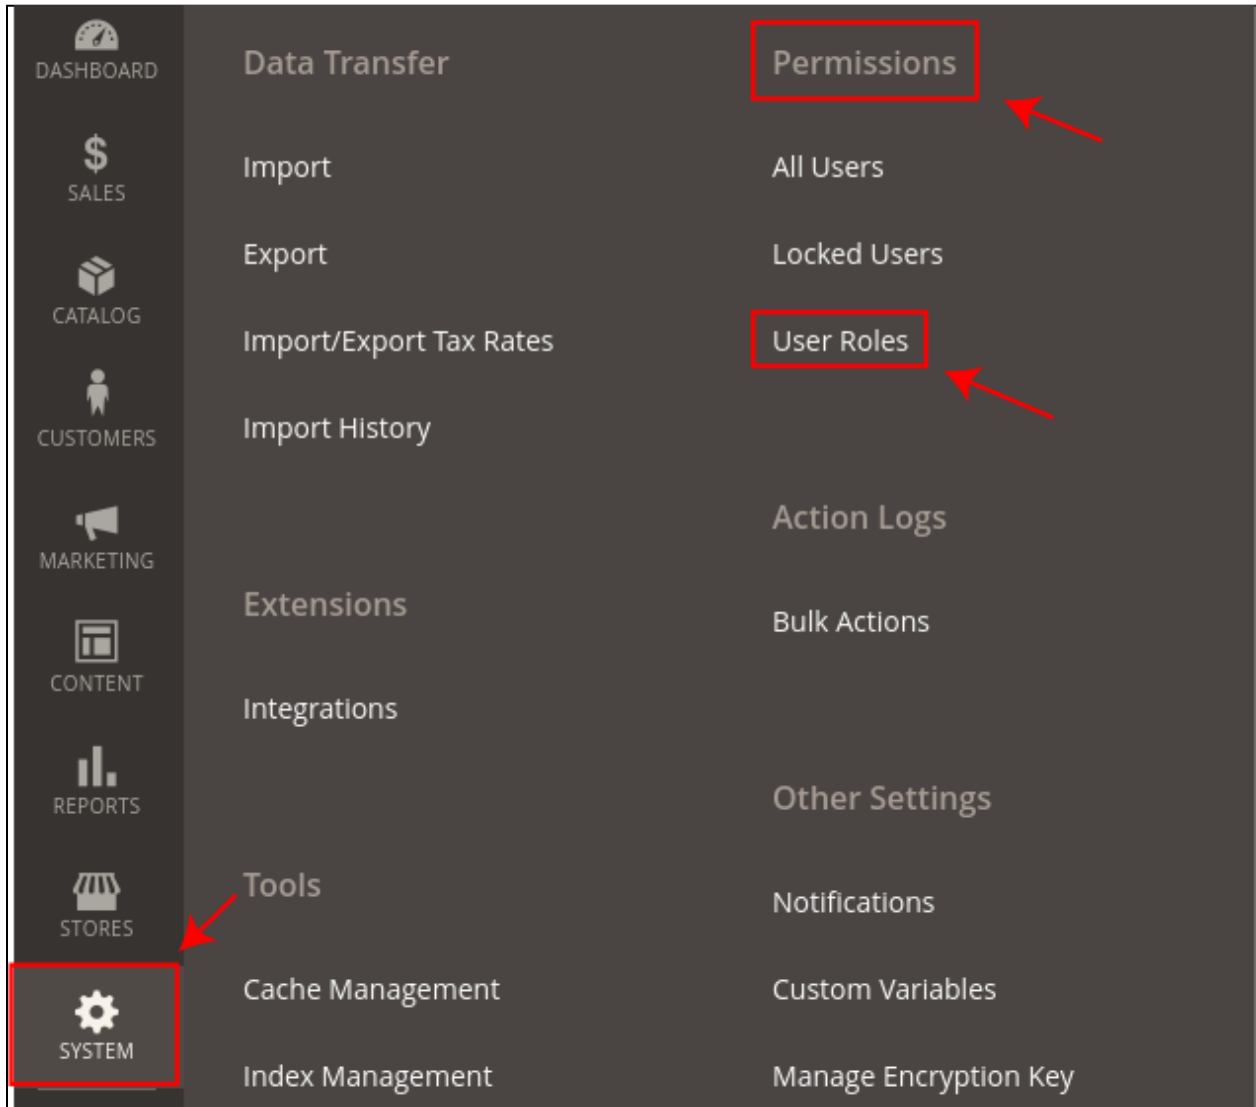 DASHBOARD
SALES
CATALOG
CUSTOMERS
MARKETING
CONTENT
REPORTS
STORES
SYSTEM
Data Transfer
Import
Export
Import/Export Tax Rates
Import History
Extensions
Integrations
Tools
Cache Management
Index Management
Permissions
All Users
Locked Users
User Roles
Action Logs
Bulk Actions
Other Settings
Notifications
Custom Variables
Manage Encryption Key